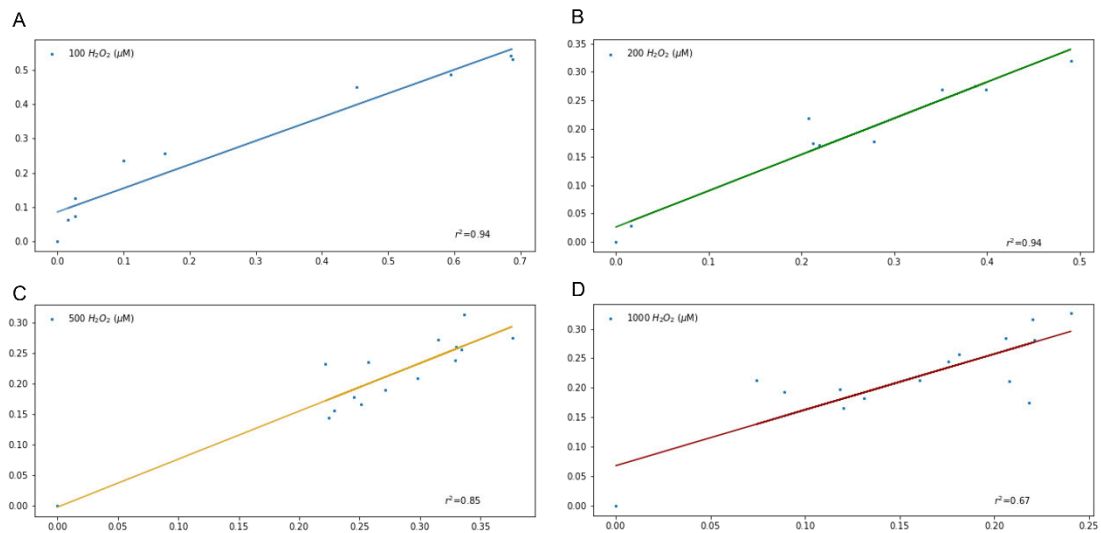 A
100 H₂O₂ (μM)
0.5
0.4
0.3
0.2
0.1
0.0
r²=0.94
0.0 0.1 0.2 0.3 0.4 0.5 0.6 0.7
B
0.35
200 H₂O₂ (μM)
0.30
0.25
0.20
0.15
0.10
0.05
0.00
r²=0.94
0.0 0.1 0.2 0.3 0.4 0.5
C
500 H₂O₂ (μM)
0.30
0.25
0.20
0.15
0.10
0.05
0.00
r²=0.85
0.00 0.05 0.10 0.15 0.20 0.25 0.30 0.35
D
1000 H₂O₂ (μM)
0.30
0.25
0.20
0.15
0.10
0.05
0.00
r²=0.67
0.00 0.05 0.10 0.15 0.20 0.25